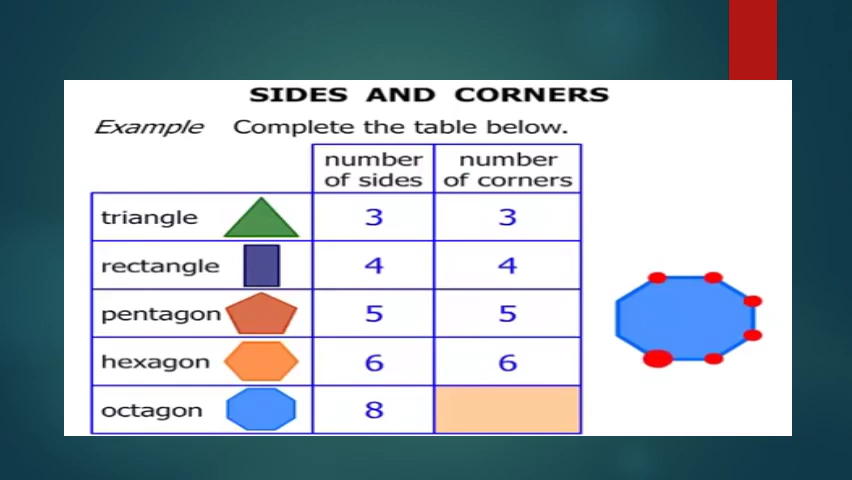 SIDES AND CORNERS
Example Complete the table below.
number of sides number of corners
triangle 3 3
rectangle 4 4
pentagon 5 5
hexagon 6 6
octagon 8